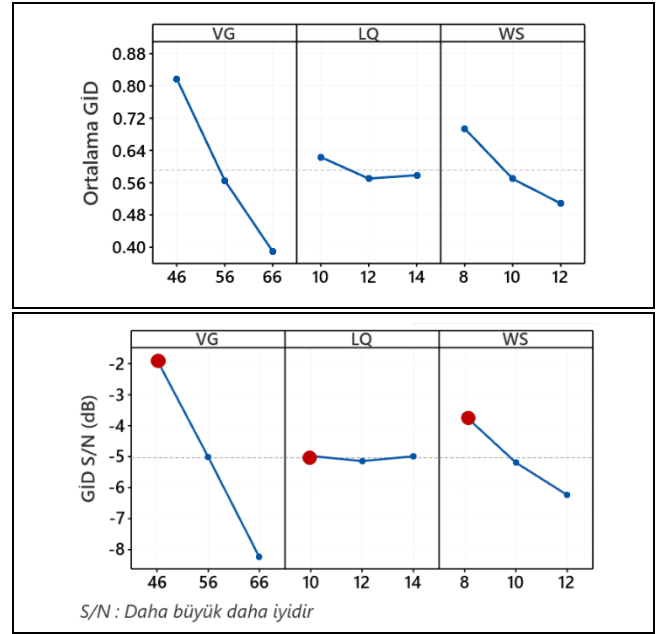 VG LQ WS
Ortalama GİD
0.88
0.80
0.72
0.64
0.56
0.48
0.40
46 56 66 10 12 14 8 10 12
VG LQ WS
GİD S/N (dB)
-2
-3
-4
-5
-6
-7
-8
46 56 66 10 12 14 8 10 12
S/N : Daha büyük daha iyidir